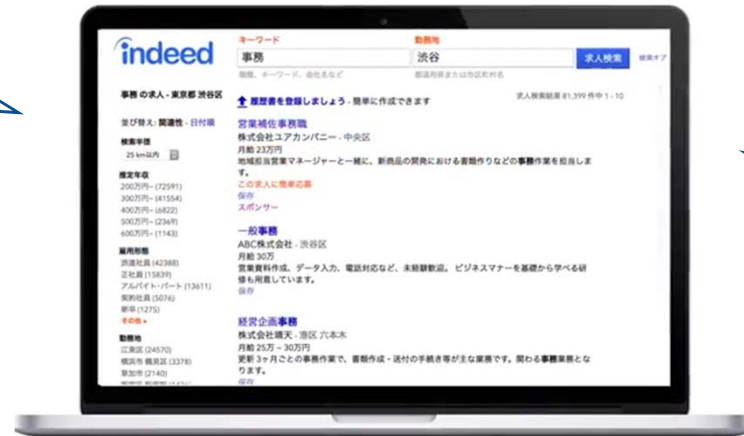 indeed
キーワード
勤務地
事務
渋谷
求人検索
検索オプ
職種、キーワード、会社名など
都道府県または市区町村名
事務 の求人 - 東京都 渋谷区
履歴書を登録しましょう - 簡単に作成できます
求人検索結果 81,399 件中 1 - 10
並び替え: 関連性 - 日付順
検索半径
25 km以内
推定年収
200万円~ (72591)
300万円~ (41554)
400万円~ (6822)
500万円~ (2369)
600万円~ (1143)
雇用形態
派遣社員 (42388)
正社員 (15839)
アルバイト・パート (13611)
契約社員 (5076)
新卒 (1275)
その他
勤務地
江東区 (24570)
横浜市 鶴見区 (3378)
草加市 (2140)
営業補佐事務職
株式会社ユアカンパニー - 中央区
月給 23万円
地域担当営業マネージャーと一緒に、新商品の開発における書類作りなどの事務作業を担当しま
す。
この求人に簡単応募
保存
スポンサー
一般事務
ABC株式会社 - 渋谷区
月給 30万
営業資料作成、データ入力、電話対応など、未経験歓迎。 ビジネスマナーを基礎から学べる研
修も用意しています。
保存
経営企画事務
株式会社晴天 - 港区 六本木
月給 25万 - 30万円
更新 3ヶ月ごとの事務作業で、書類作成・送付の手続き等が主な業務です。関わる事務業務とな
ります。
保存